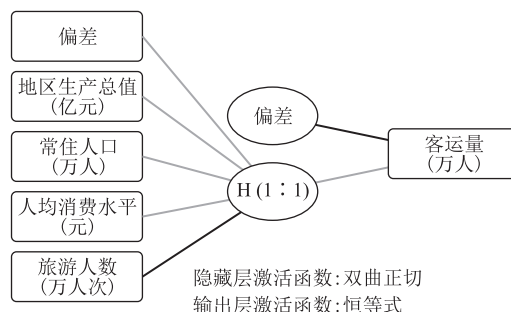 偏差
地区生产总值
(亿元)
常住人口
(万人)
人均消费水平
(元)
旅游人数
(万人次)
偏差
H (1∶1)
客运量
(万人)
隐藏层激活函数:双曲正切
输出层激活函数:恒等式